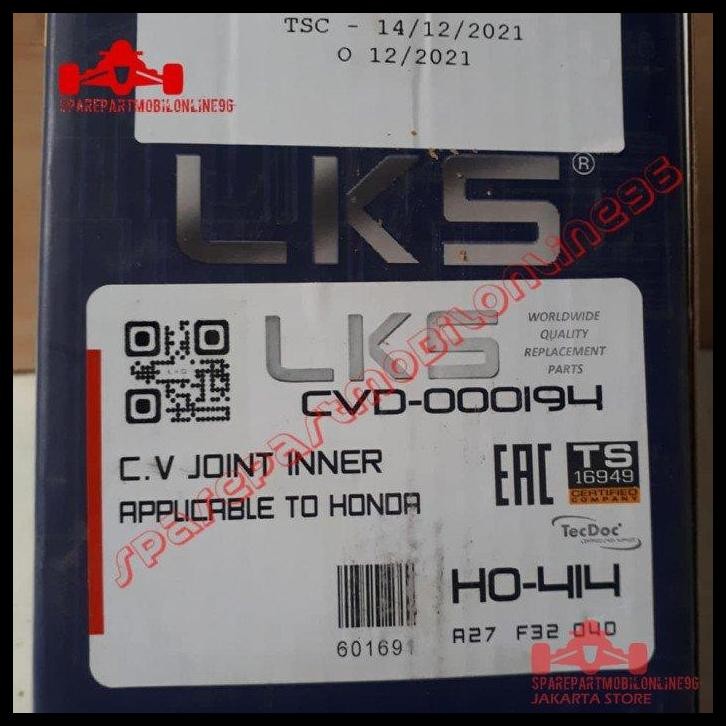 TSC - 14/12/2021
O 12/2021
SPAREPARTMOBILONLINE96
LKS®
sparepartmobilonline96
LKS
WORLDWIDE
QUALITY
REPLACEMENT
PARTS
CVD-000194
C.V JOINT INNER
APPLICABLE TO HONDA
EAC
TS
16949
CERTIFIED
COMPANY
TecDoc
HO-414
601691
A27 F32 040
SPAREPARTMOBILONLINE96
JAKARTA STORE